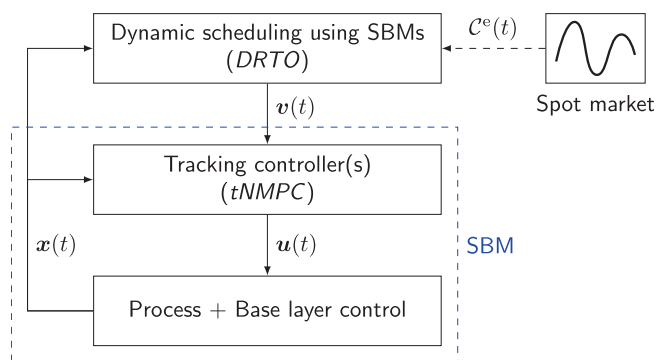 Dynamic scheduling using SBMs
(DRTO)
𝒞ᵉ(t)
Spot market
v(t)
Tracking controller(s)
(tNMPC)
x(t)
u(t)
SBM
Process + Base layer control